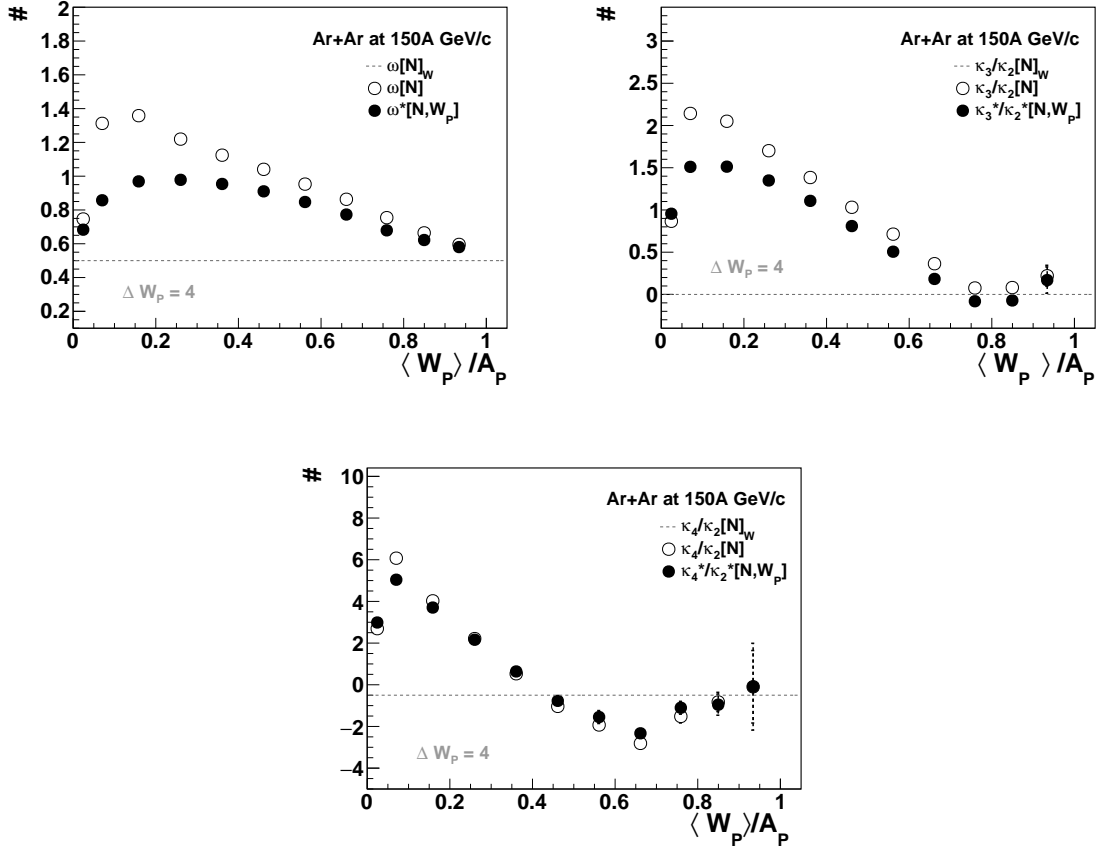 #
2
1.8
1.6
1.4
1.2
1
0.8
0.6
0.4
0.2
Ar+Ar at 150A GeV/c
ω[N]_W
ω[N]
ω*[N,W_P]
Δ W_P = 4
0 0.2 0.4 0.6 0.8 1
⟨ W_P⟩/A_P
#
3
2.5
2
1.5
1
0.5
0
Ar+Ar at 150A GeV/c
κ_3/κ_2[N]_W
κ_3/κ_2[N]
κ_3*/κ_2*[N,W_P]
Δ W_P = 4
0 0.2 0.4 0.6 0.8 1
⟨ W_P ⟩/A_P
#
10
8
6
4
2
0
−2
−4
Ar+Ar at 150A GeV/c
κ_4/κ_2[N]_W
κ_4/κ_2[N]
κ_4*/κ_2*[N,W_P]
Δ W_P = 4
0 0.2 0.4 0.6 0.8 1
⟨ W_P⟩/A_P